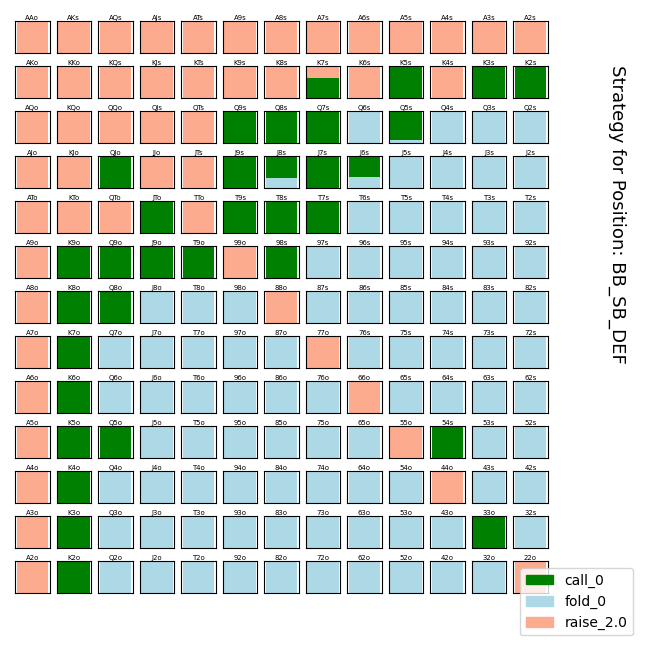 AAo AKs AQs AJs ATs A9s A8s A7s A6s A5s A4s A3s A2s
AKo KKo KQs KJs KTs K9s K8s K7s K6s K5s K4s K3s K2s
AQo KQo QQo QJs QTs Q9s Q8s Q7s Q6s Q5s Q4s Q3s Q2s
AJo KJo QJo JJo JTs J9s J8s J7s J6s J5s J4s J3s J2s
ATo KTo QTo JTo TTo T9s T8s T7s T6s T5s T4s T3s T2s
A9o K9o Q9o J9o T9o 99o 98s 97s 96s 95s 94s 93s 92s
A8o K8o Q8o J8o T8o 98o 88o 87s 86s 85s 84s 83s 82s
A7o K7o Q7o J7o T7o 97o 87o 77o 76s 75s 74s 73s 72s
A6o K6o Q6o J6o T6o 96o 86o 76o 66o 65s 64s 63s 62s
A5o K5o Q5o J5o T5o 95o 85o 75o 65o 55o 54s 53s 52s
A4o K4o Q4o J4o T4o 94o 84o 74o 64o 54o 44o 43s 42s
A3o K3o Q3o J3o T3o 93o 83o 73o 63o 53o 43o 33o 32s
A2o K2o Q2o J2o T2o 92o 82o 72o 62o 52o 42o 32o 22o
Strategy for Position: BB_SB_DEF
call_0
fold_0
raise_2.0